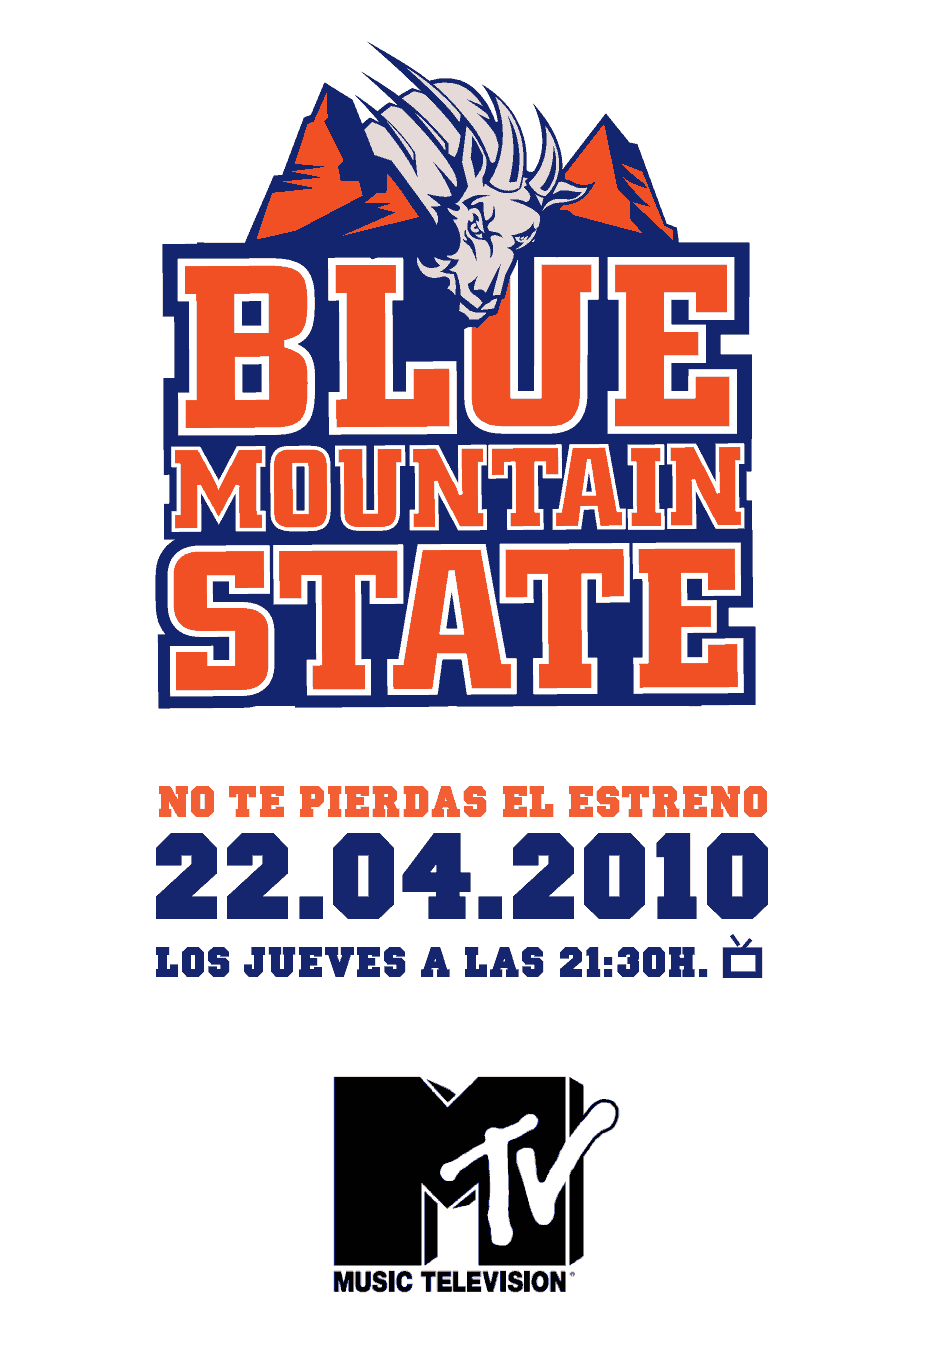 BLUE
MOUNTAIN
STATE
NO TE PIERDAS EL ESTRENO
22.04.2010
LOS JUEVES A LAS 21:30H.
MTV
MUSIC TELEVISION®